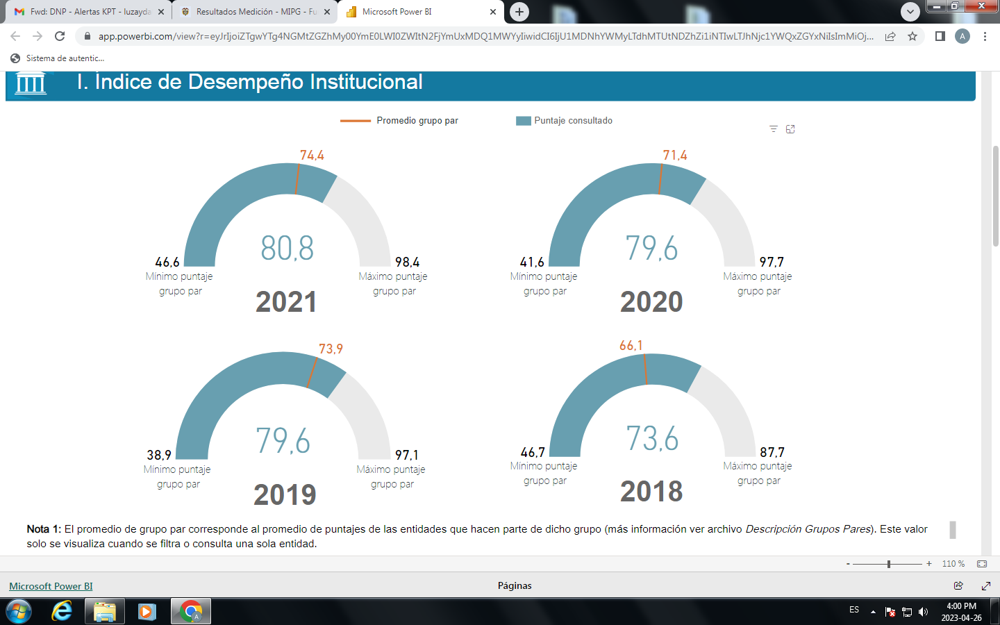 Fwd: DNP - Alertas KPT - luzayda
Resultados Medición - MIPG - Fu
Microsoft Power BI
Sistema de autentic...
I. Índice de Desempeño Institucional
Promedio grupo par
Puntaje consultado
74,4
80,8
46,6
Mínimo puntaje
grupo par
98,4
Máximo puntaje
grupo par
2021
71,4
79,6
41,6
Mínimo puntaje
grupo par
97,7
Máximo puntaje
grupo par
2020
73,9
79,6
38,9
Mínimo puntaje
grupo par
97,1
Máximo puntaje
grupo par
2019
66,1
73,6
46,7
Mínimo puntaje
grupo par
87,7
Máximo puntaje
grupo par
2018
Nota 1: El promedio de grupo par corresponde al promedio de puntajes de las entidades que hacen parte de dicho grupo (más información ver archivo Descripción Grupos Pares). Este valor
solo se visualiza cuando se filtra o consulta una sola entidad.
- + 110 %
Microsoft Power BI
Páginas
ES
4:00 PM
2023-04-26
A
A